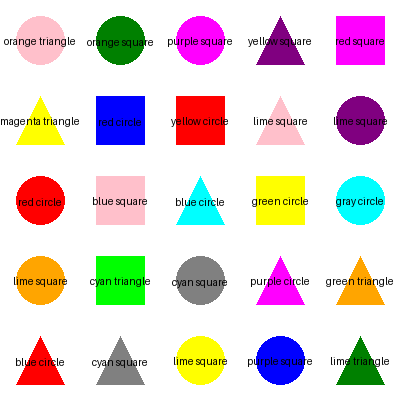 orange triangle orange square purple square yellow square red square
magenta triangle red circle yellow circle lime square lime square
red circle blue square blue circle green circle gray circle
lime square cyan triangle cyan square purple circle green triangle
blue circle cyan square lime square purple square lime triangle